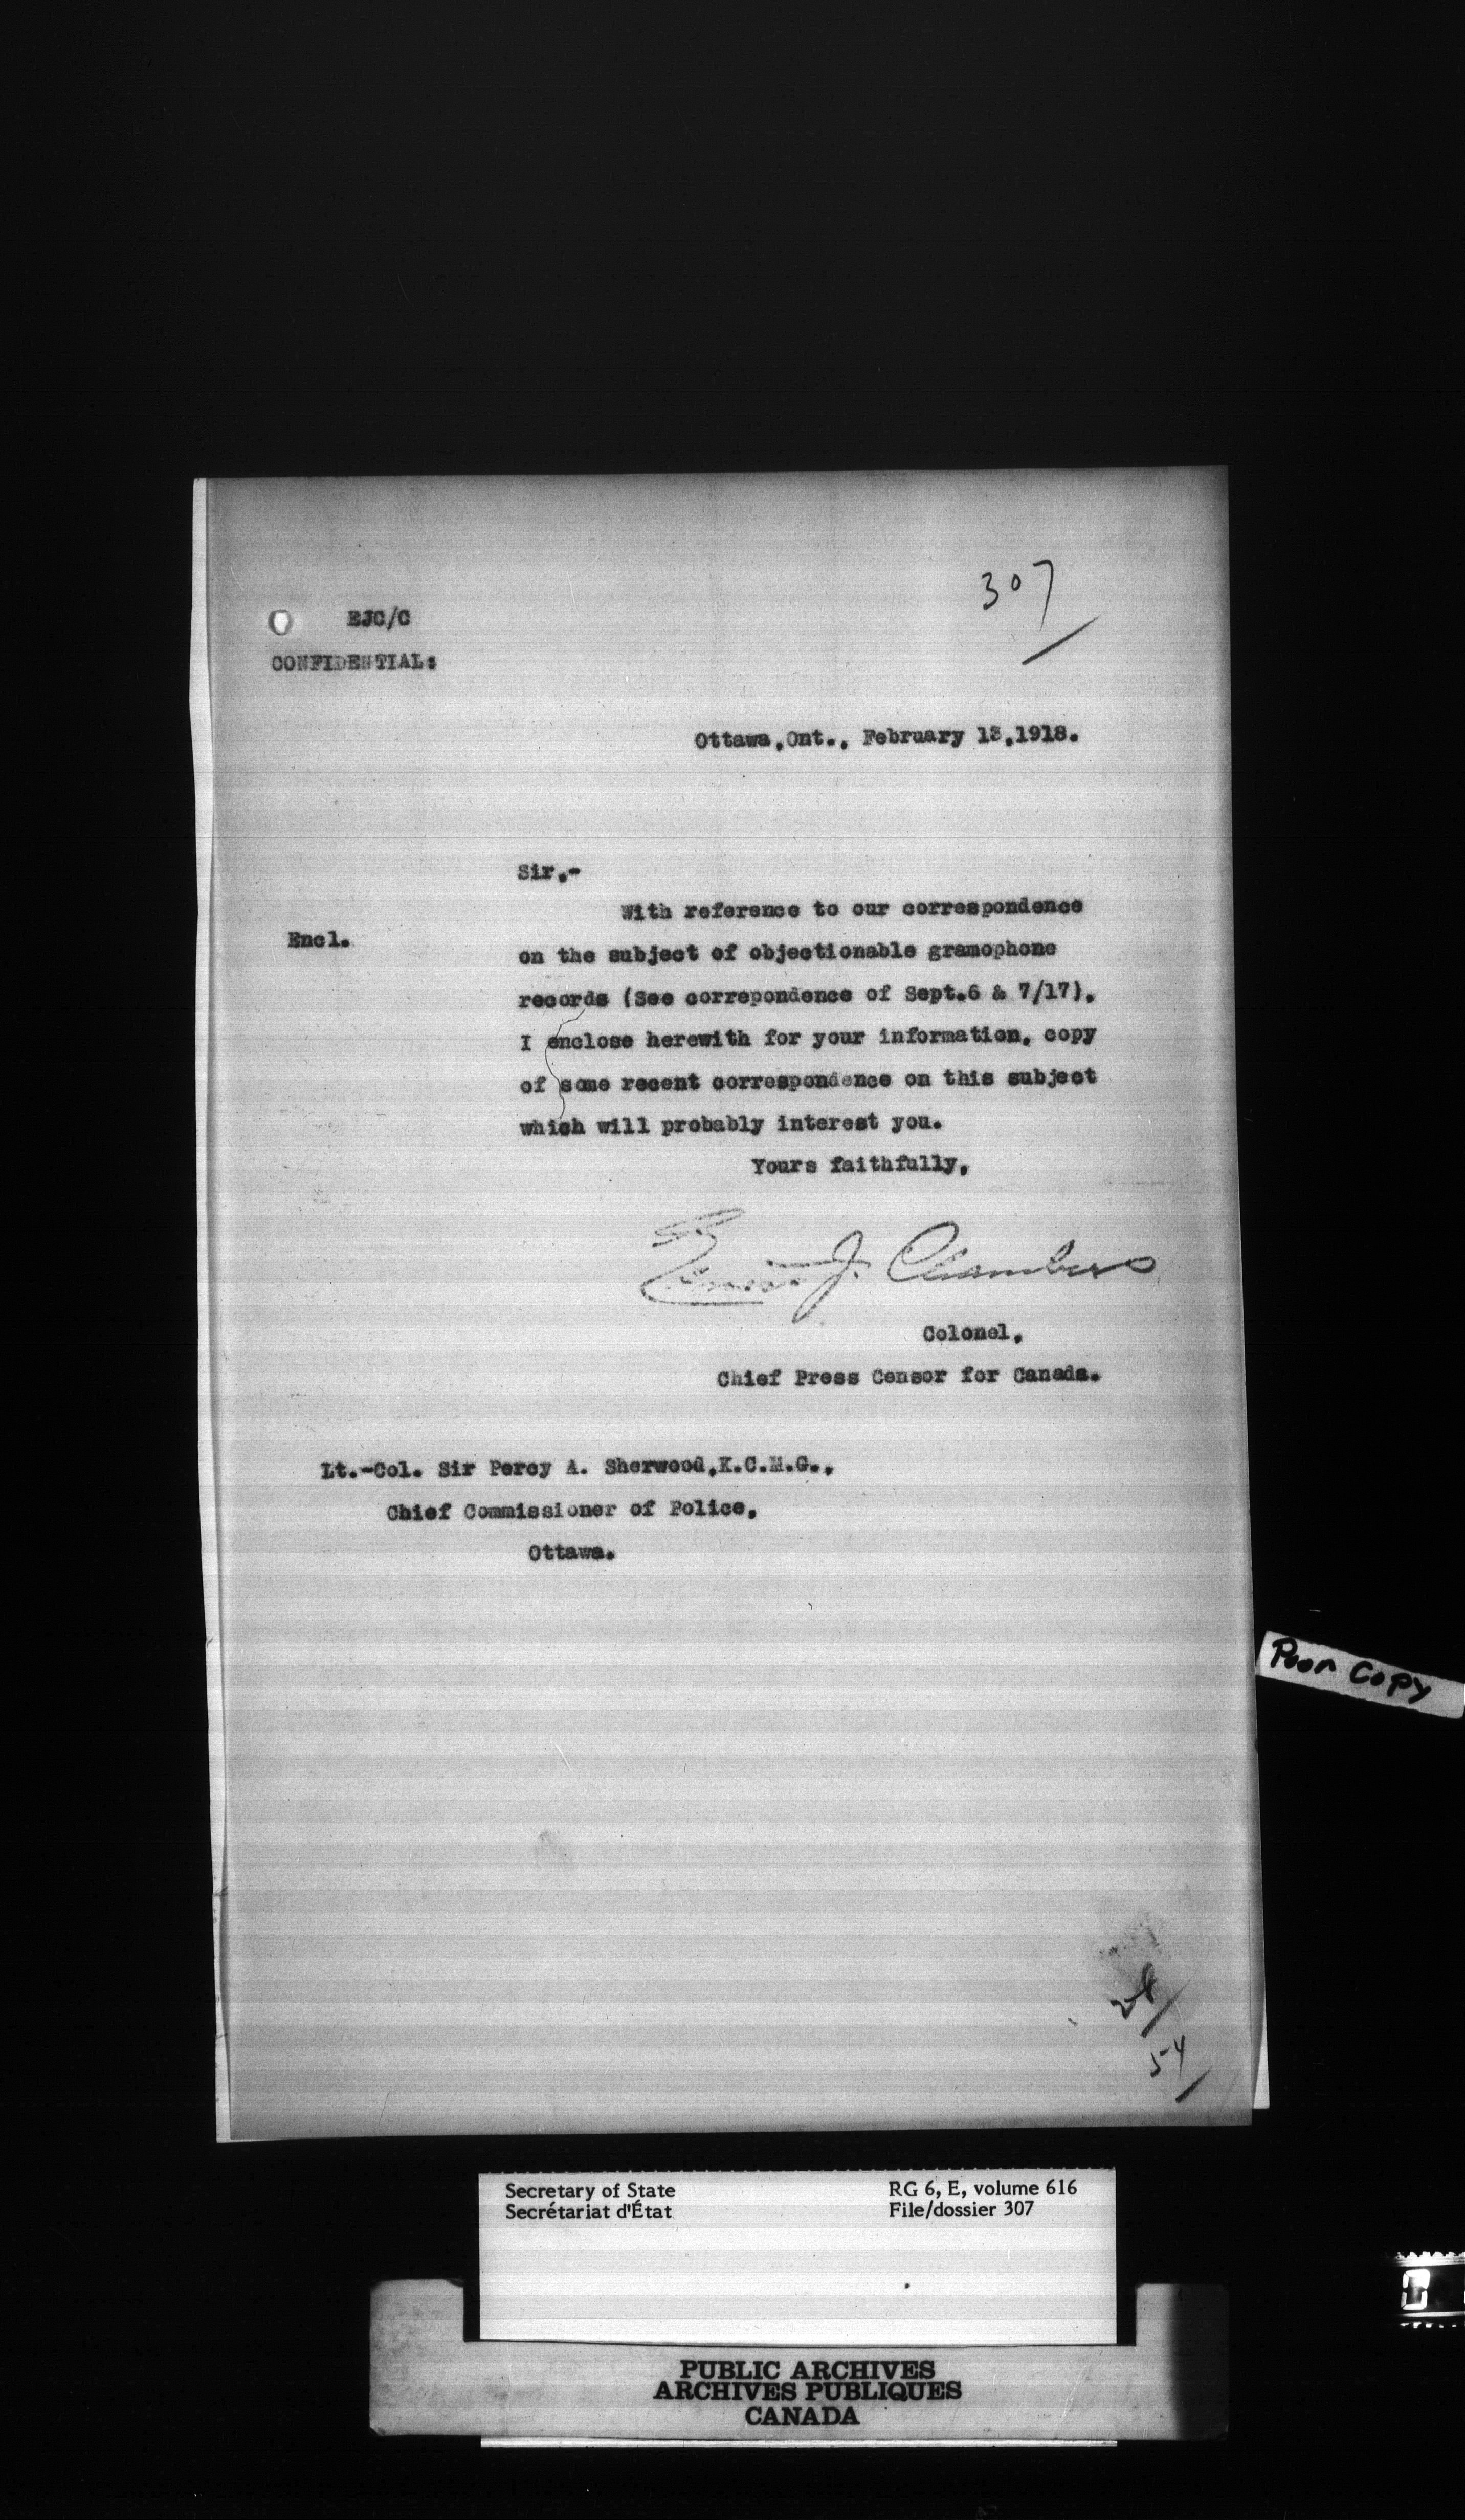 307
EJC/C
CONFIDENTIAL:
Ottawa,Ont., February 13,1918.
Sir,-
With reference to our correspondence
Encl.
on the subject of objectionable gramophone
records (See correpondence of Sept.6 & 7/17),
I enclose herewith for your information, copy
of some recent correspondence on this subject
which will probably interest you.
Yours faithfully,
Ernest J. Chambers
Colonel,
Chief Press Censor for Canada.
Lt.-Col. Sir Percy A. Sherwood,K.C.M.G.,
Chief Commissioner of Police,
Ottawa.
Poor Copy
54
Secretary of State
Secrétariat d'État
RG 6, E, volume 616
File/dossier 307
PUBLIC ARCHIVES
ARCHIVES PUBLIQUES
CANADA